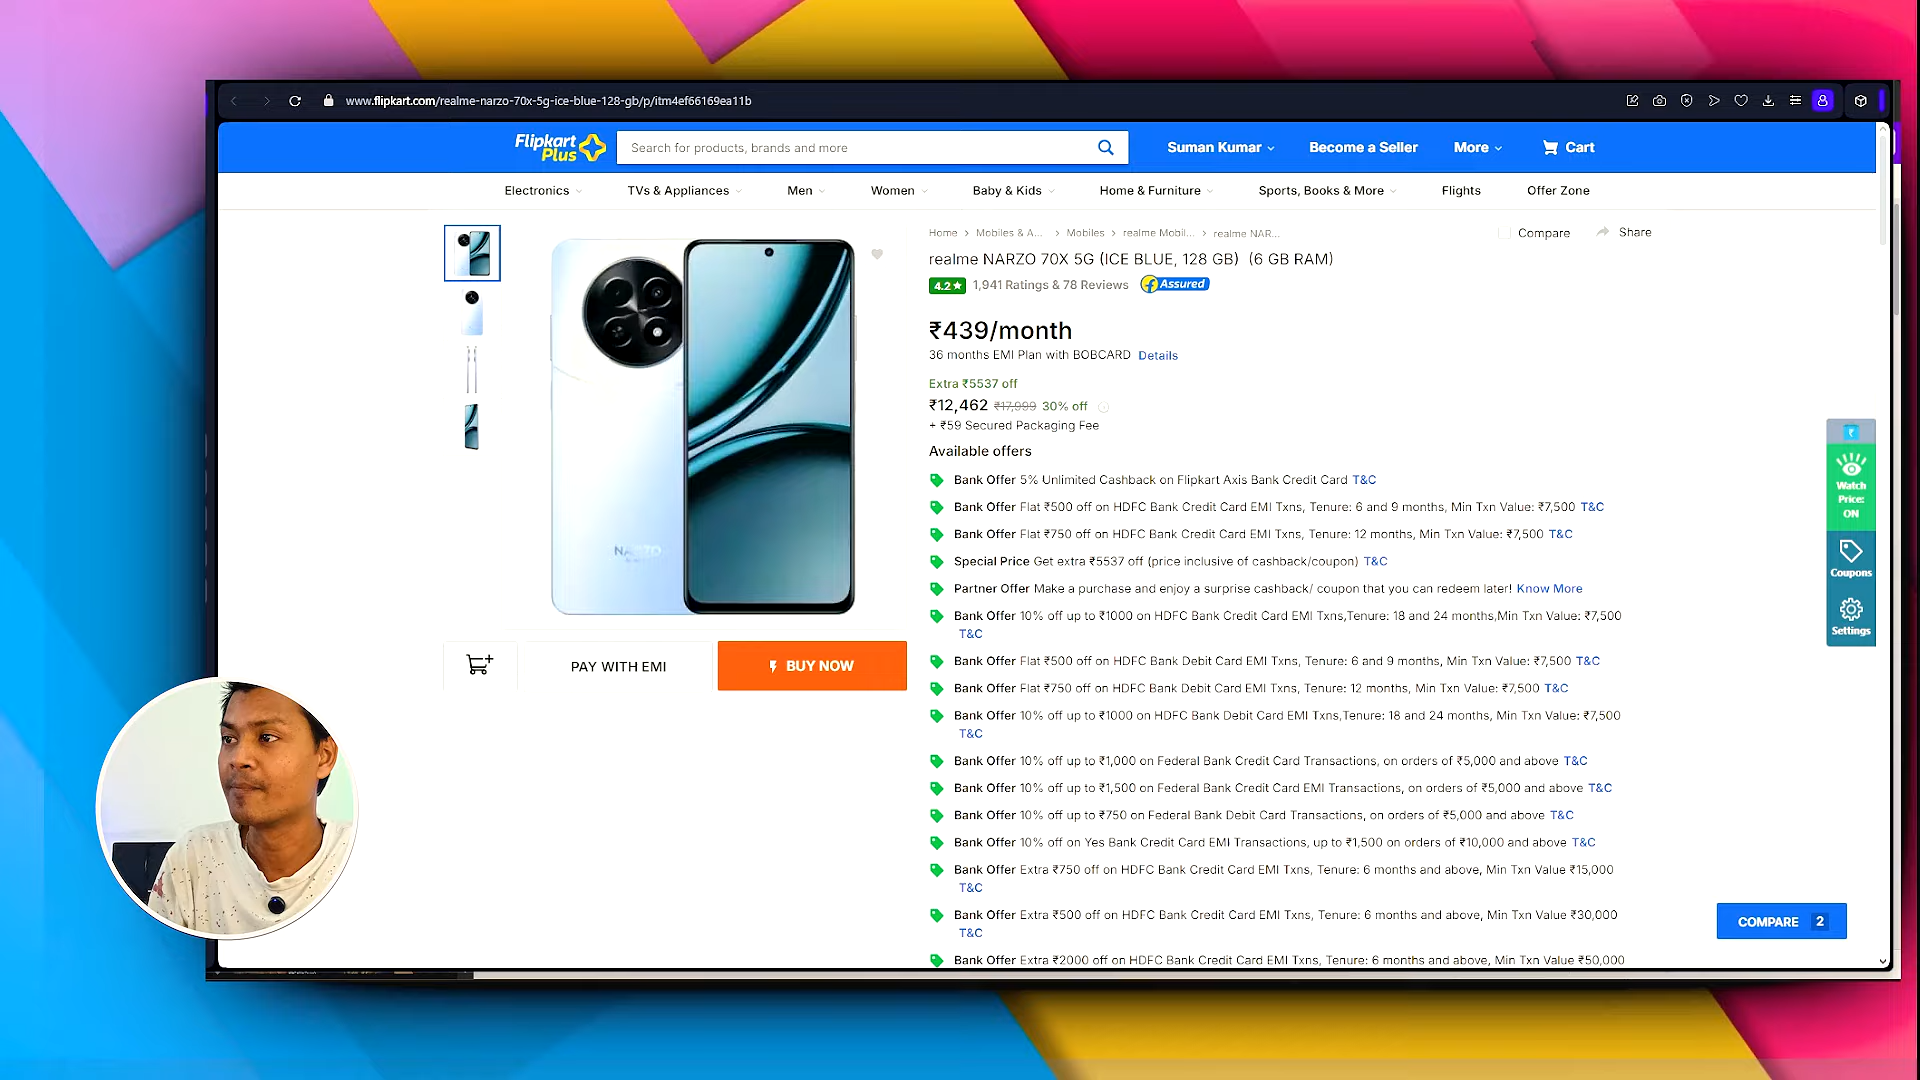 www.flipkart.com/realme-narzo-70x-5g-ice-blue-128-gb/p/itm4ef66169ea11b
Flipkart
Plus
Search for products, brands and more
Suman Kumar
Become a Seller
More
Cart
Electronics
TVs & Appliances
Men
Women
Baby & Kids
Home & Furniture
Sports, Books & More
Flights
Offer Zone
Home > Mobiles & A... > Mobiles > realme Mobil... > realme NAR...
Compare
Share
realme NARZO 70X 5G (ICE BLUE, 128 GB) (6 GB RAM)
4.2★ 1,941 Ratings & 78 Reviews Assured
₹439/month
36 months EMI Plan with BOBCARD Details
Extra ₹5537 off
₹12,462 ₹17,999 30% off
+ ₹59 Secured Packaging Fee
Available offers
Bank Offer 5% Unlimited Cashback on Flipkart Axis Bank Credit Card T&C
Bank Offer Flat ₹500 off on HDFC Bank Credit Card EMI Txns, Tenure: 6 and 9 months, Min Txn Value: ₹7,500 T&C
Bank Offer Flat ₹750 off on HDFC Bank Credit Card EMI Txns, Tenure: 12 months, Min Txn Value: ₹7,500 T&C
Special Price Get extra ₹5537 off (price inclusive of cashback/coupon) T&C
Partner Offer Make a purchase and enjoy a surprise cashback/ coupon that you can redeem later! Know More
Bank Offer 10% off up to ₹1000 on HDFC Bank Credit Card EMI Txns,Tenure: 18 and 24 months,Min Txn Value: ₹7,500
T&C
Bank Offer Flat ₹500 off on HDFC Bank Debit Card EMI Txns, Tenure: 6 and 9 months, Min Txn Value: ₹7,500 T&C
Bank Offer Flat ₹750 off on HDFC Bank Debit Card EMI Txns, Tenure: 12 months, Min Txn Value: ₹7,500 T&C
Bank Offer 10% off up to ₹1000 on HDFC Bank Debit Card EMI Txns,Tenure: 18 and 24 months, Min Txn Value: ₹7,500
T&C
Bank Offer 10% off up to ₹1,000 on Federal Bank Credit Card Transactions, on orders of ₹5,000 and above T&C
Bank Offer 10% off up to ₹1,500 on Federal Bank Credit Card EMI Transactions, on orders of ₹5,000 and above T&C
Bank Offer 10% off up to ₹750 on Federal Bank Debit Card Transactions, on orders of ₹5,000 and above T&C
Bank Offer 10% off on Yes Bank Credit Card EMI Transactions, up to ₹1,500 on orders of ₹10,000 and above T&C
Bank Offer Extra ₹750 off on HDFC Bank Credit Card EMI Txns, Tenure: 6 months and above, Min Txn Value ₹15,000
T&C
Bank Offer Extra ₹500 off on HDFC Bank Credit Card EMI Txns, Tenure: 6 months and above, Min Txn Value ₹30,000
T&C
Bank Offer Extra ₹2000 off on HDFC Bank Credit Card EMI Txns, Tenure: 6 months and above, Min Txn Value ₹50,000
NARZO
PAY WITH EMI
BUY NOW
₹
Watch
Price:
ON
Coupons
Settings
COMPARE 2